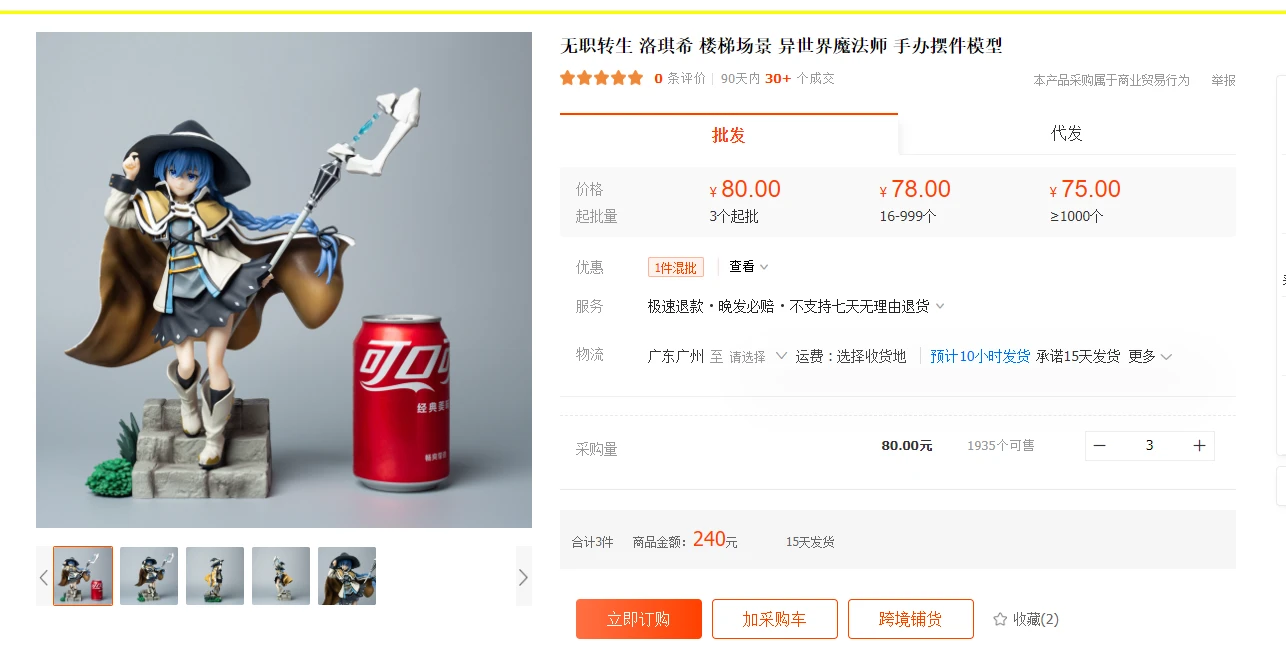 无职转生 洛琪希 楼梯场景 异世界魔法师 手办摆件模型
0 条评价 90天内 30+ 个成交
本产品采购属于商业贸易行为 举报
批发 代发
价格 ¥ 80.00 ¥ 78.00 ¥ 75.00
起批量 3个起批 16-999个 ≥1000个
优惠 1件混批 查看
服务 极速退款・晚发必赔・不支持七天无理由退货
物流 广东广州 至 请选择 运费：选择收货地 预计10小时发货 承诺15天发货 更多
采购量 80.00元 1935个可售 3
合计3件 商品金额：240元 15天发货
立即订购 加采购车 跨境铺货 收藏(2)
可口
经典美